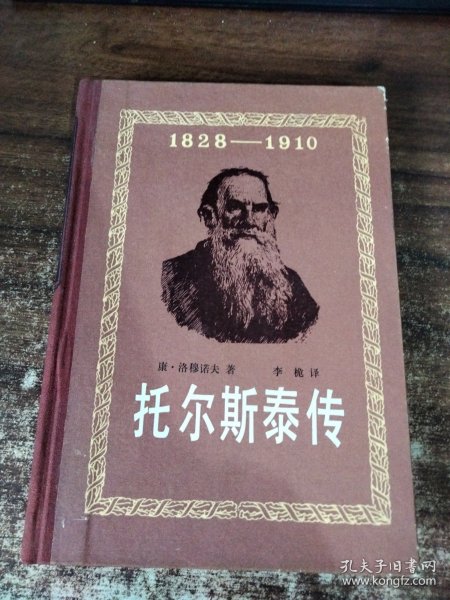 1828—1910
康·洛穆诺夫 著 李桅 译
托尔斯泰传
孔夫子旧书网
www.kongfz.com